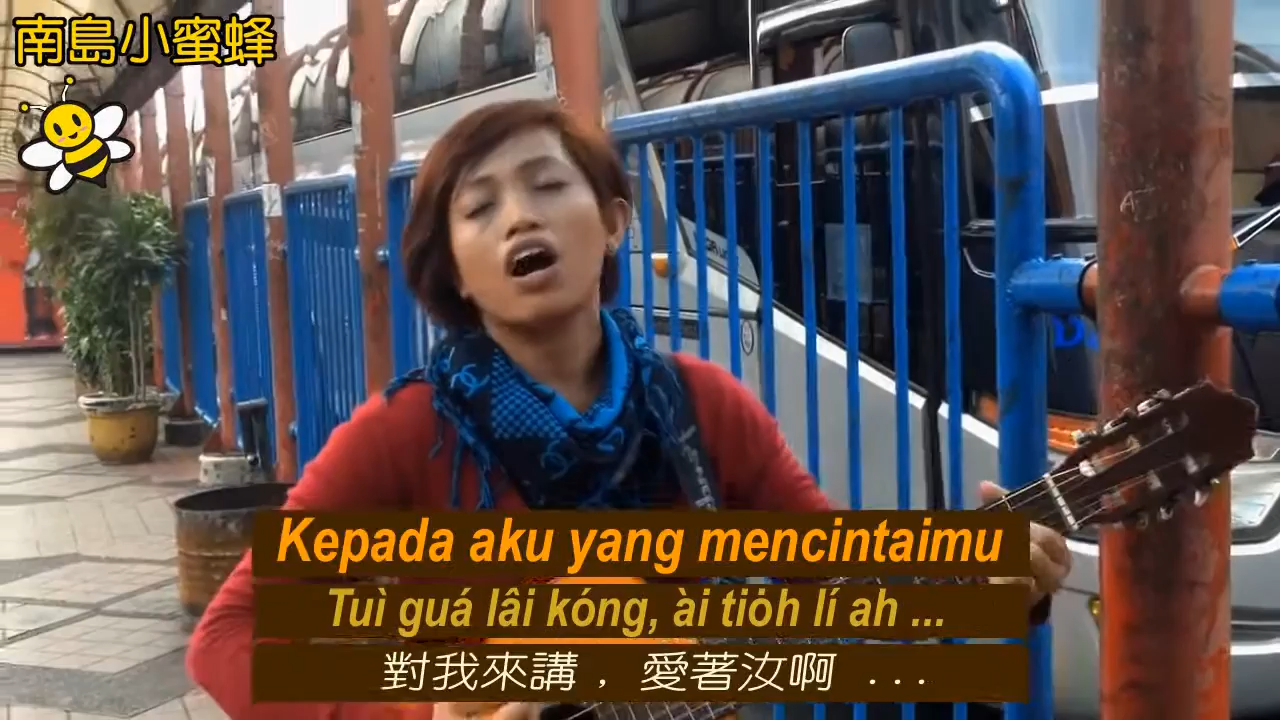 南島小蜜蜂
Kepada aku yang mencintaimu
Tuì guá lâi kóng, ài tio̍h lí ah ...
對我來講，愛著汝啊 ...